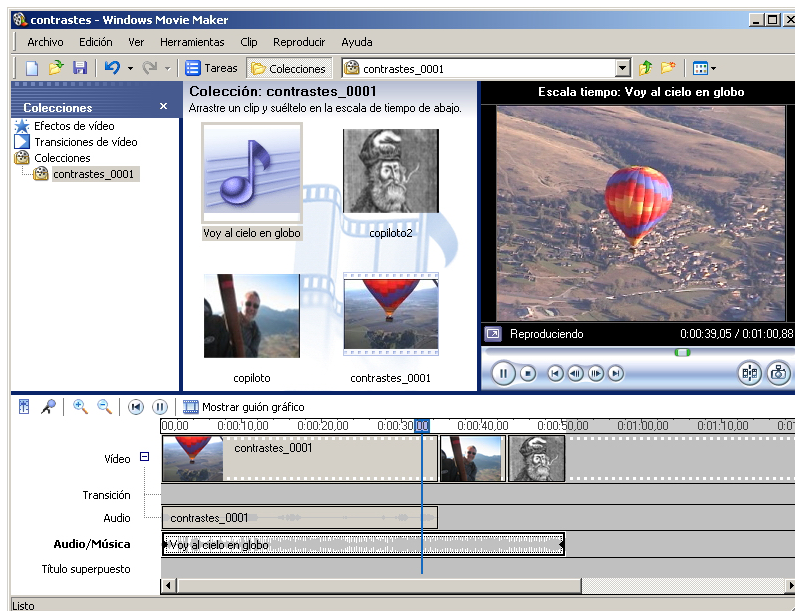 contrastes - Windows Movie Maker
Archivo Edición Ver Herramientas Clip Reproducir Ayuda
Tareas Colecciones contrastes_0001
Colecciones
Efectos de vídeo
Transiciones de vídeo
Colecciones
contrastes_0001
Colección: contrastes_0001
Arrastre un clip y suéltelo en la escala de tiempo de abajo.
Voy al cielo en globo
copiloto2
copiloto
contrastes_0001
Escala tiempo: Voy al cielo en globo
Reproduciendo 0:00:39,05 / 0:01:00,88
Mostrar guión gráfico
00,00 0:00:10,00 0:00:20,00 0:00:30 00 0:00:40,00 0:00:50,00 0:01:00,00 0:01:10,00 0:01
Vídeo contrastes_0001
Transición
Audio contrastes_0001
Audio/Música Voy al cielo en globo
Título superpuesto
Listo